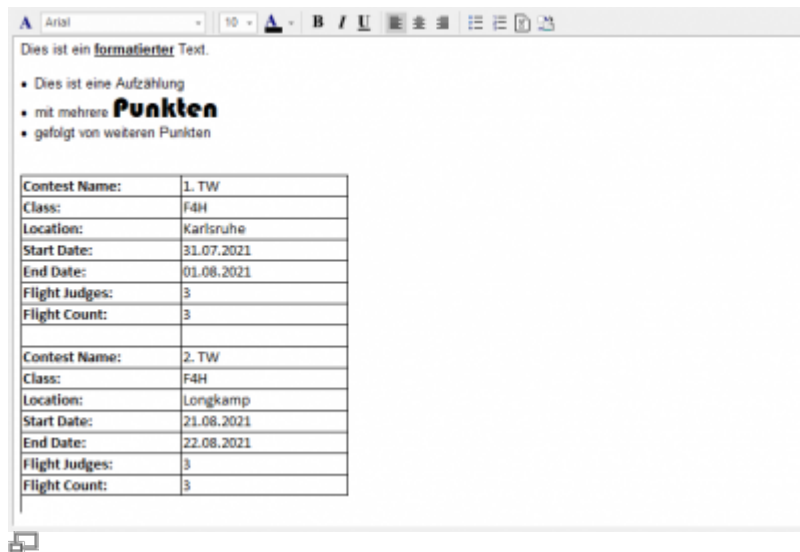 A Arial 10 A B I U
Dies ist ein formatierter Text.
• Dies ist eine Aufzählung
• mit mehrere Punkten
• gefolgt von weiteren Punkten
Contest Name: 1. TW
Class: F4H
Location: Karlsruhe
Start Date: 31.07.2021
End Date: 01.08.2021
Flight Judges: 3
Flight Count: 3
Contest Name: 2. TW
Class: F4H
Location: Longkamp
Start Date: 21.08.2021
End Date: 22.08.2021
Flight Judges: 3
Flight Count: 3